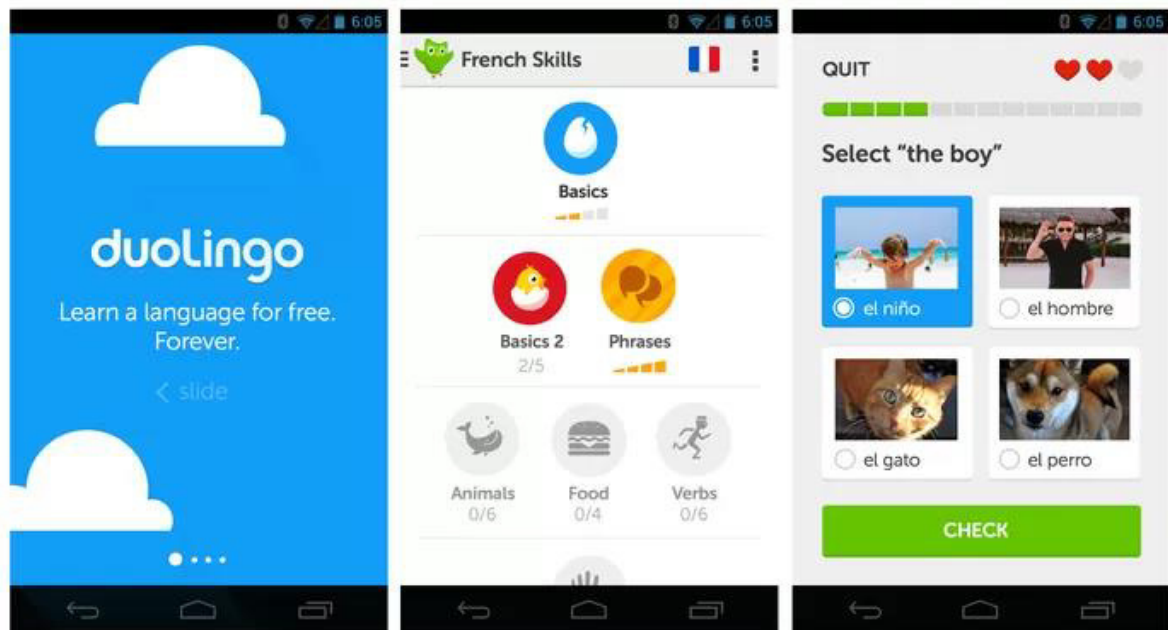 6:05
duolingo
Learn a language for free.
Forever.
< slide
6:05
French Skills
Basics
Basics 2
Phrases
2/5
Animals
Food
Verbs
0/6
0/4
0/6
6:05
QUIT
Select “the boy”
el niño
el hombre
el gato
el perro
CHECK